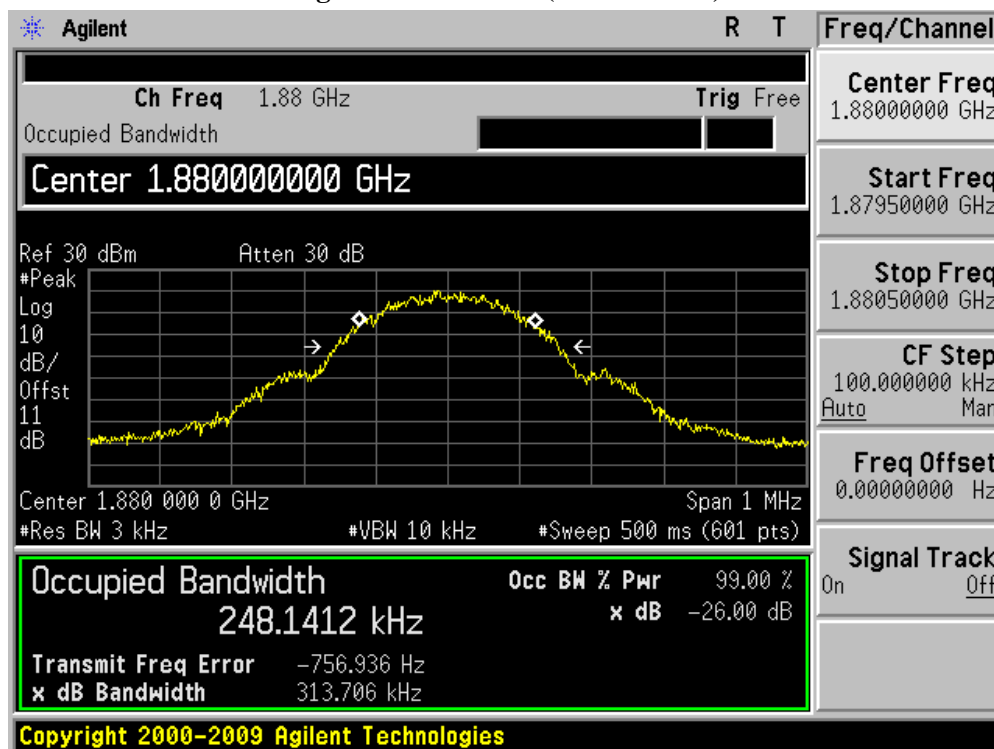 Agilent R T
Freq/Channel
Ch Freq 1.88 GHz Trig Free
Occupied Bandwidth
Center 1.880000000 GHz
Ref 30 dBm Atten 30 dB
#Peak
Log
10
dB/
Offst
11
dB
Center 1.880 000 0 GHz Span 1 MHz
#Res BW 3 kHz #VBW 10 kHz #Sweep 500 ms (601 pts)
Occupied Bandwidth
248.1412 kHz
Occ BW % Pwr 99.00 %
x dB -26.00 dB
Transmit Freq Error -756.936 Hz
x dB Bandwidth 313.706 kHz
Center Freq
1.88000000 GHz
Start Freq
1.87950000 GHz
Stop Freq
1.88050000 GHz
CF Step
100.000000 kHz
Auto Man
Freq Offset
0.00000000 Hz
Signal Track
On Off
Copyright 2000-2009 Agilent Technologies